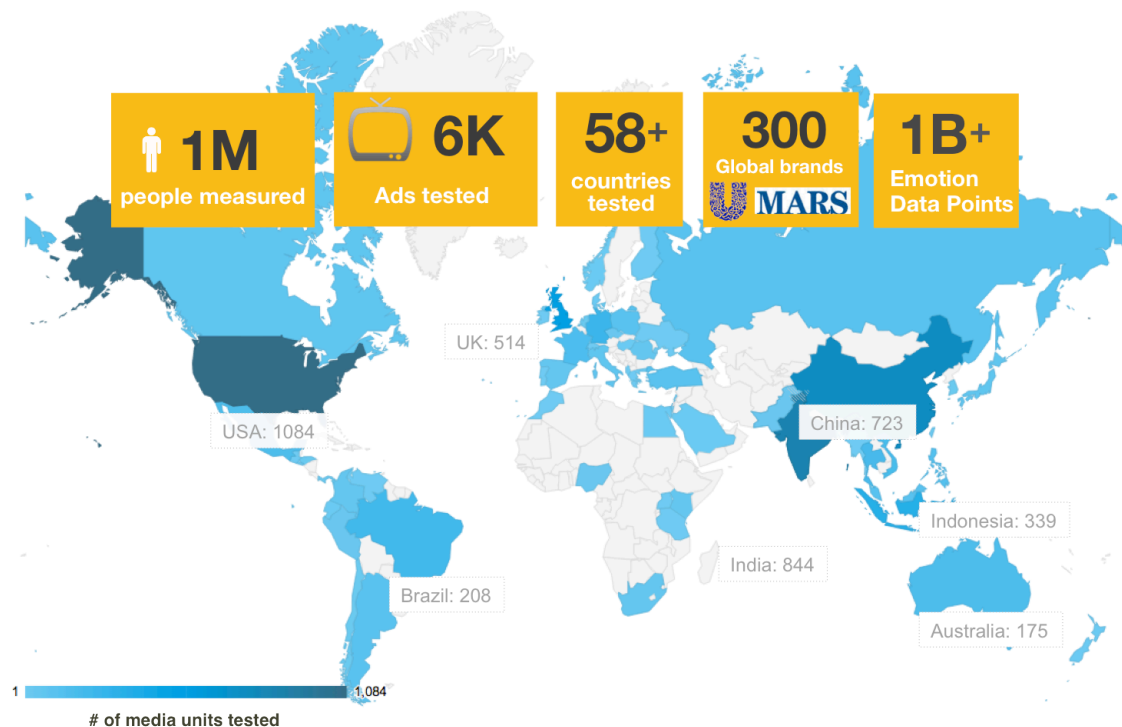 1M
people measured
6K
Ads tested
58+
countries
tested
300
Global brands
MARS
1B+
Emotion
Data Points
UK: 514
USA: 1084
China: 723
Indonesia: 339
India: 844
Brazil: 208
Australia: 175
1
1,084
# of media units tested